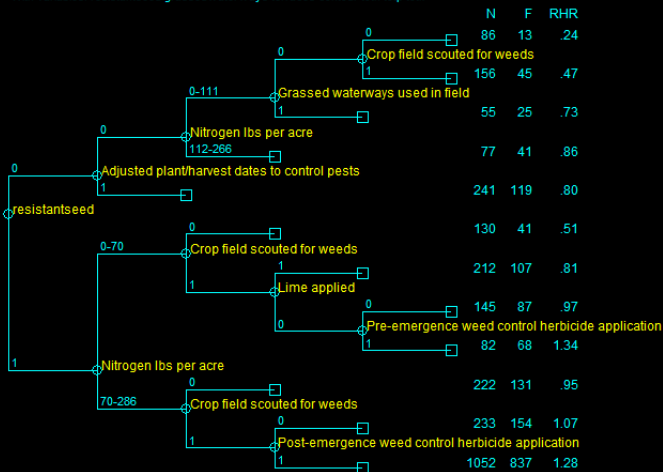 N F RHR
0 86 13 .24
0 Crop field scouted for weeds
1 156 45 .47
0-111 Grassed waterways used in field
1 55 25 .73
0 Nitrogen lbs per acre
112-266 77 41 .86
0 Adjusted plant/harvest dates to control pests
1 241 119 .80
resistantseed
0 130 41 .51
0-70 Crop field scouted for weeds
1 212 107 .81
1 Lime applied
0 145 87 .97
0 Pre-emergence weed control herbicide application
1 82 68 1.34
1 Nitrogen lbs per acre
0 222 131 .95
70-286 Crop field scouted for weeds
0 233 154 1.07
1 Post-emergence weed control herbicide application
1 1052 837 1.28